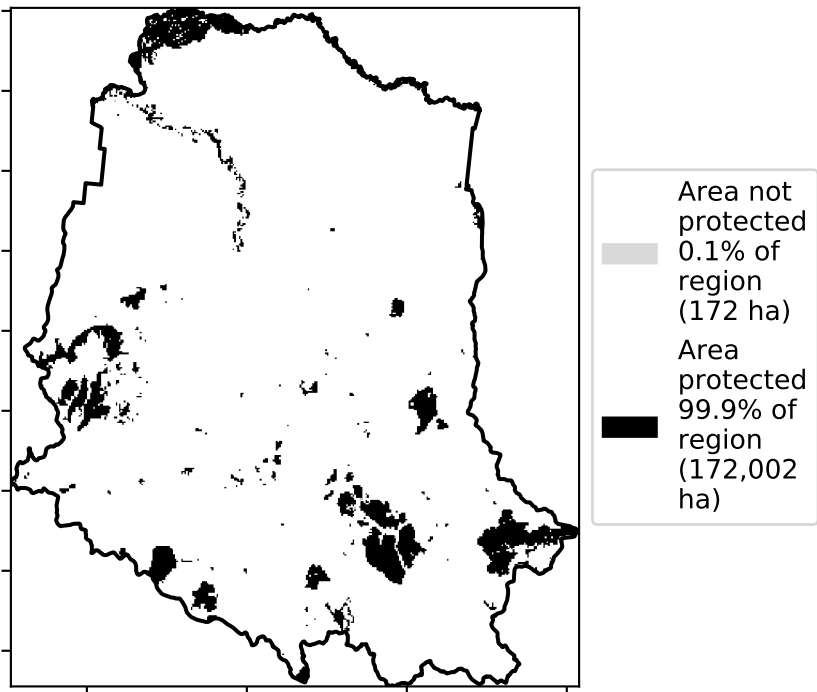 Area not
protected
0.1% of
region
(172 ha)
Area
protected
99.9% of
region
(172,002
ha)